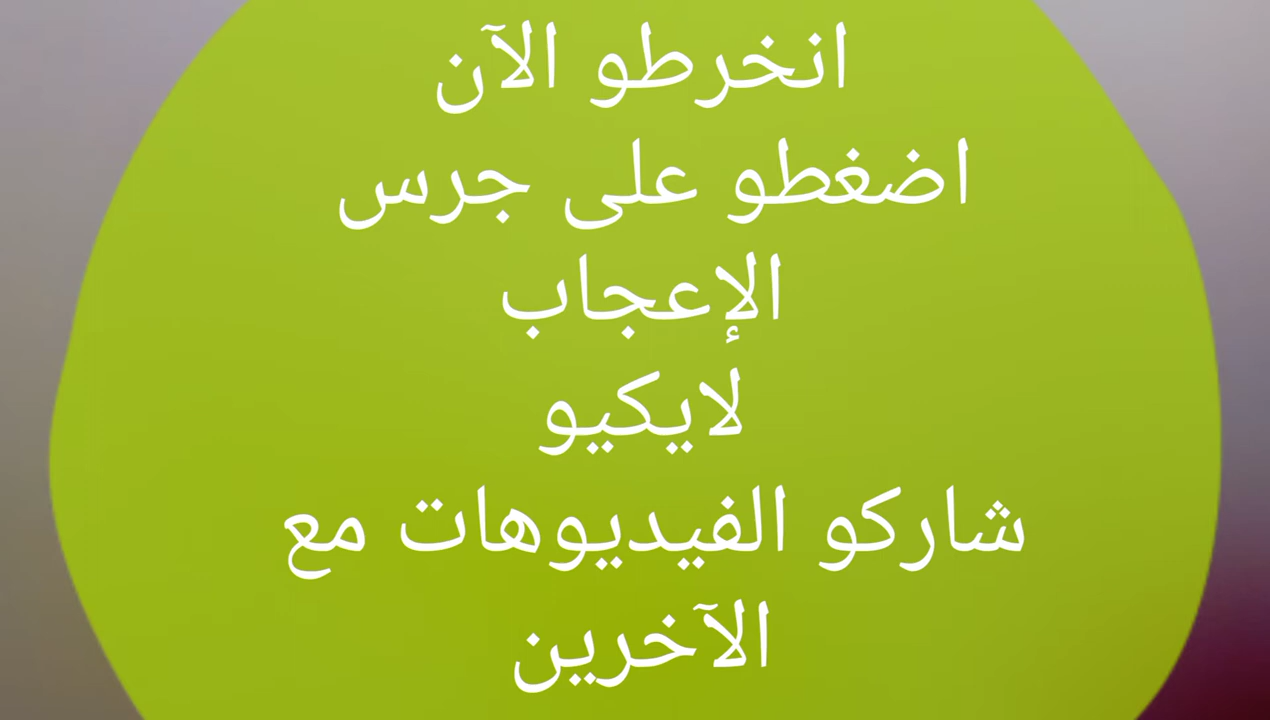 انخرطو الآن
اضغطو على جرس
الإعجاب
لايكيو
شاركو الفيديوهات مع
الآخرين